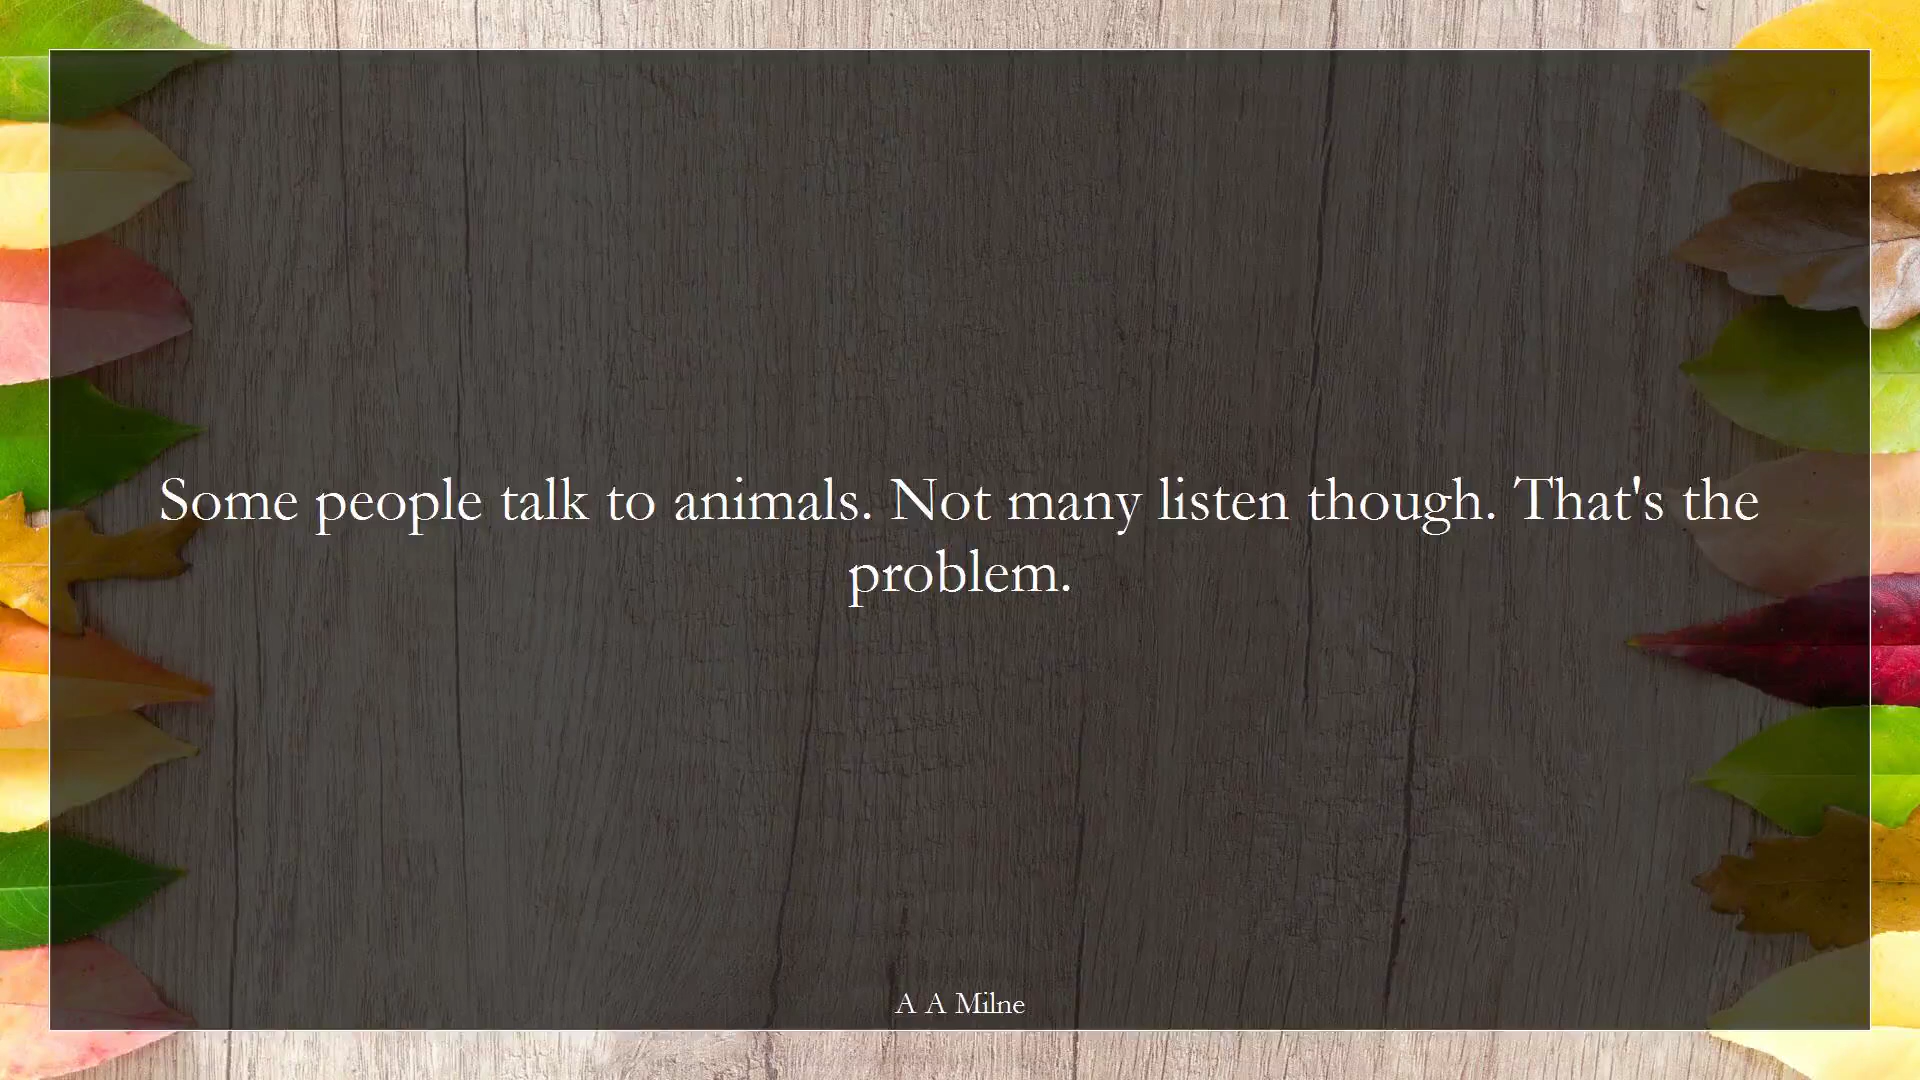 Some people talk to animals. Not many listen though. That's the
problem.
A A Milne